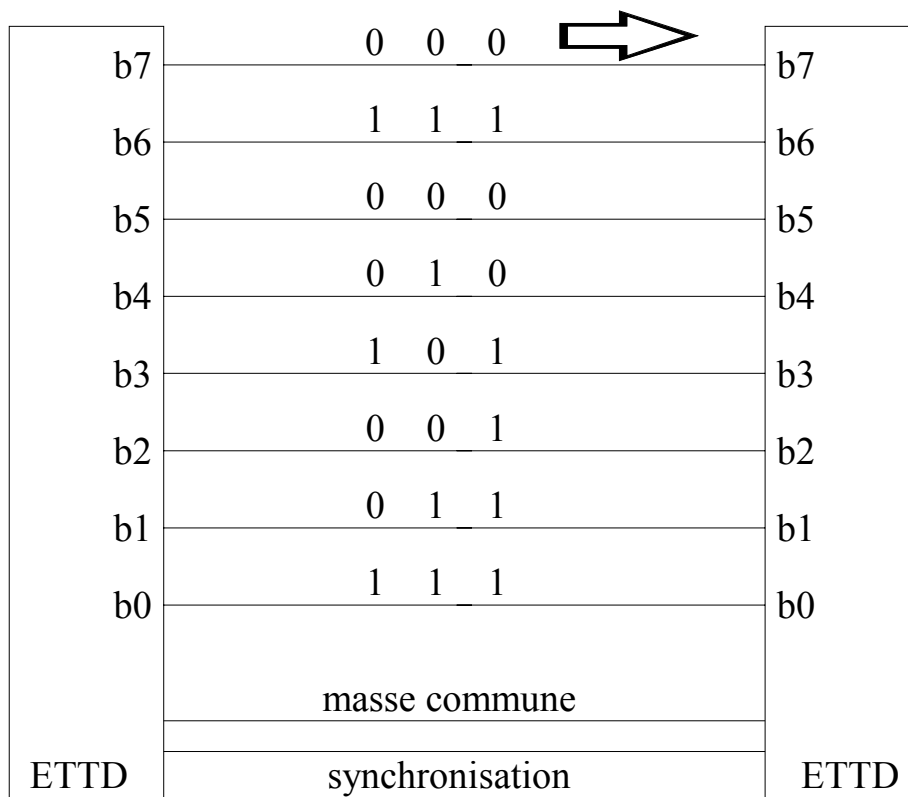 0 0 0
b7 b7
1 1 1
b6 b6
0 0 0
b5 b5
0 1 0
b4 b4
1 0 1
b3 b3
0 0 1
b2 b2
0 1 1
b1 b1
1 1 1
b0 b0
masse commune
ETTD synchronisation ETTD